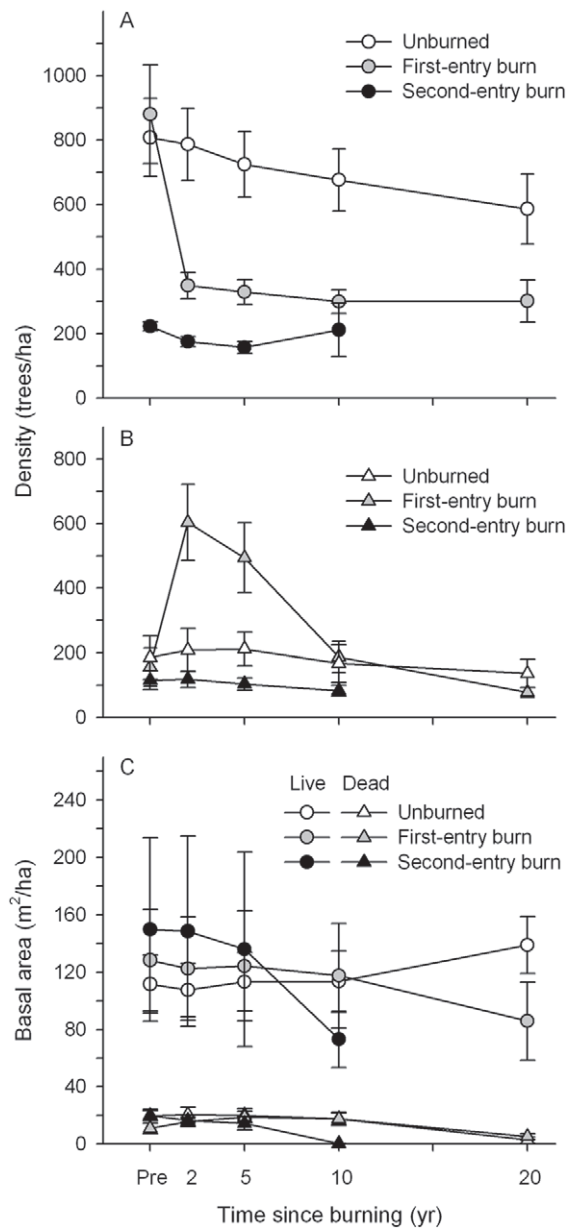 A
Unburned
First-entry burn
Second-entry burn
1000
800
600
400
200
0
Density (trees/ha)
B
Unburned
First-entry burn
Second-entry burn
800
600
400
200
0
C
Live Dead
Unburned
First-entry burn
Second-entry burn
240
200
160
120
80
40
0
Basal area (m²/ha)
Pre 2 5 10 20
Time since burning (yr)